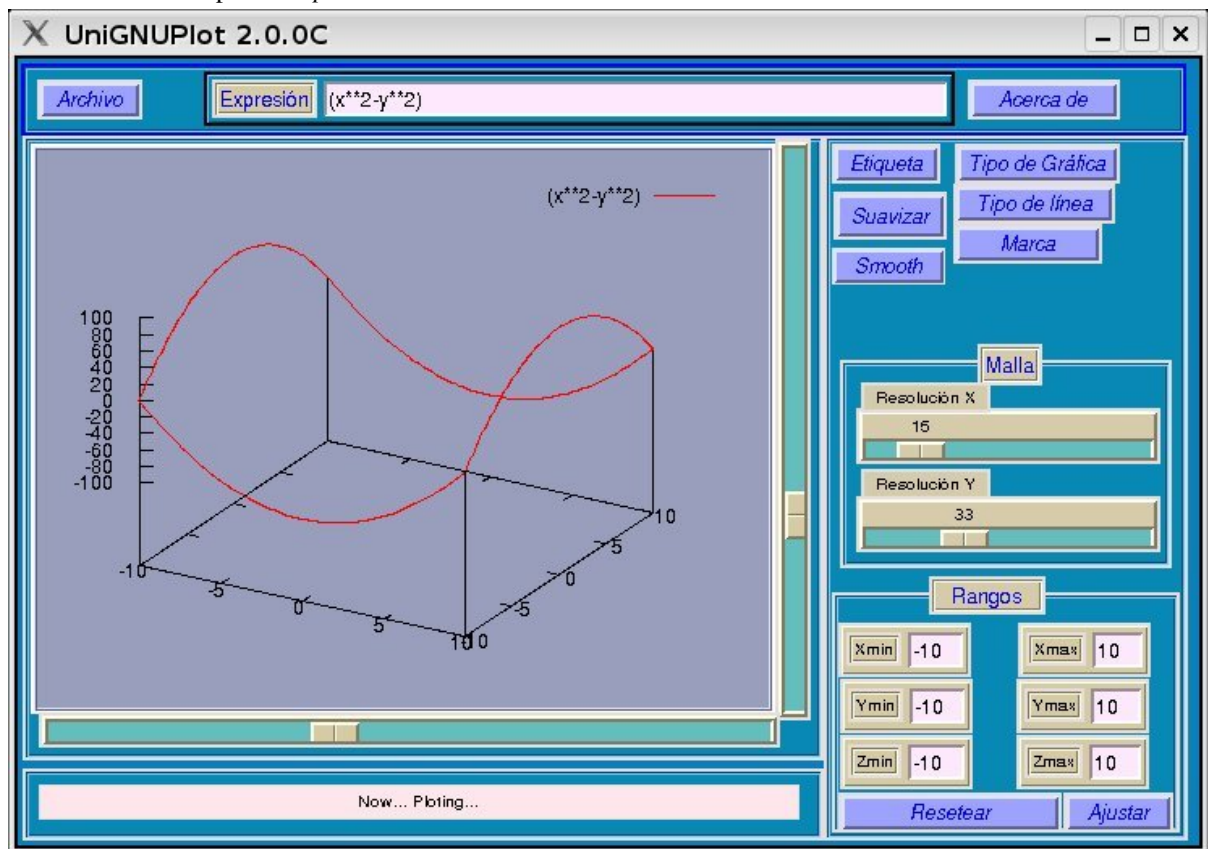 UniGNUPlot 2.0.0C
Archivo
Expresión
(x**2-y**2)
Acerca de
(x**2-y**2)
100
80
60
40
20
0
-20
-40
-60
-80
-100
-10
-5
0
5
10
-10
-5
0
5
10
Etiqueta
Tipo de Gráfica
Suavizar
Tipo de línea
Marca
Smooth
Malla
Resolución X
15
Resolución Y
33
Rangos
Xmin -10 Xmax 10
Ymin -10 Ymax 10
Zmin -10 Zmax 10
Resetear Ajustar
Now... Ploting...